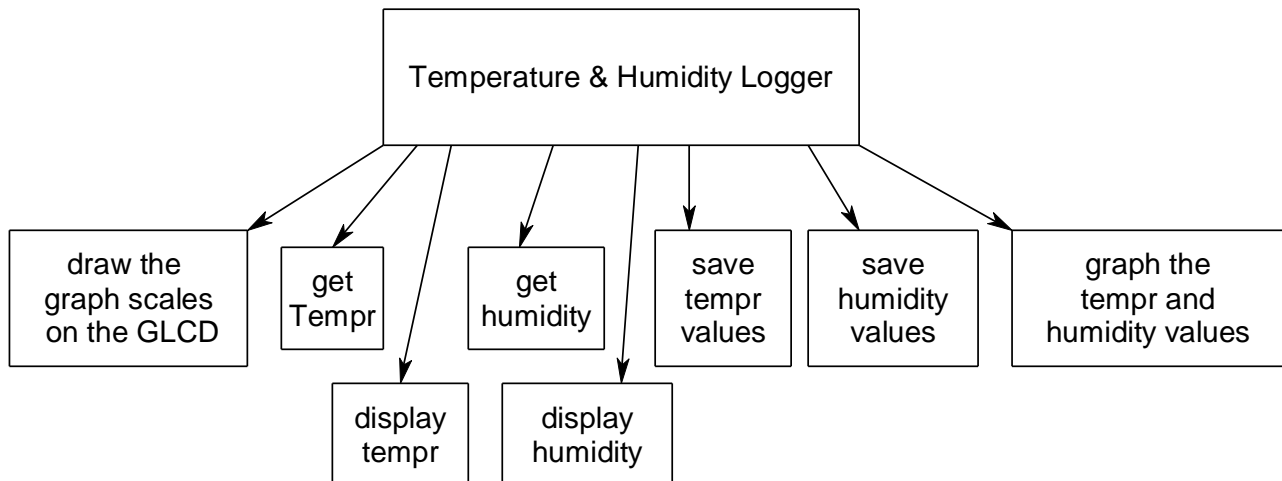 Temperature & Humidity Logger
draw the
graph scales
on the GLCD
get
Tempr
get
humidity
save
tempr
values
save
humidity
values
graph the
tempr and
humidity values
display
tempr
display
humidity